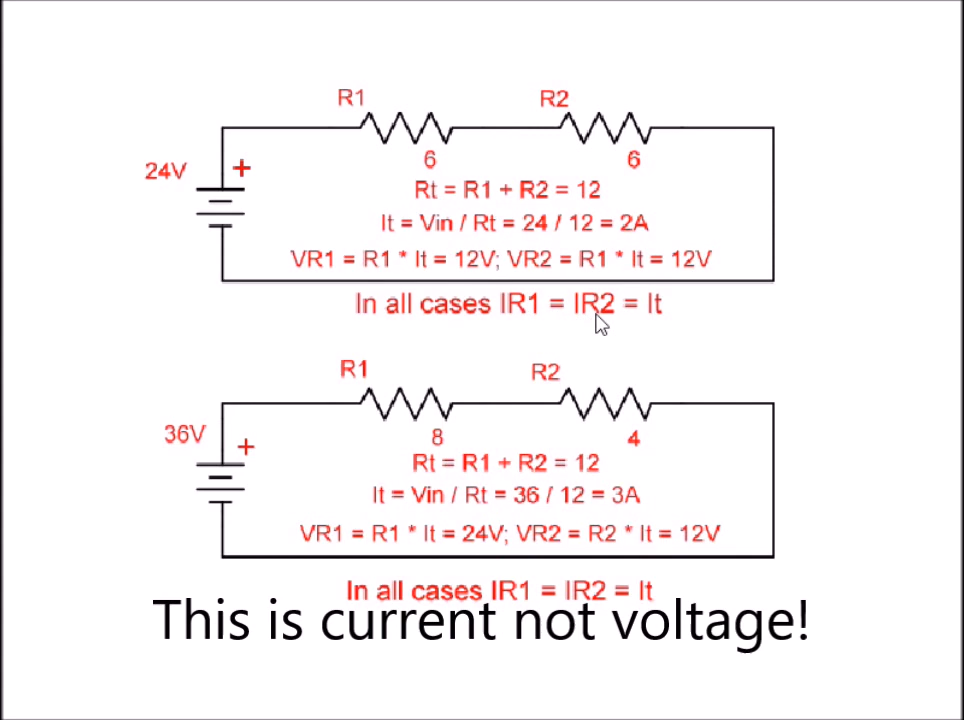 R1 R2
24V +
6 6
Rt = R1 + R2 = 12
It = Vin / Rt = 24 / 12 = 2A
VR1 = R1 * It = 12V; VR2 = R1 * It = 12V
In all cases IR1 = IR2 = It
R1 R2
36V +
8 4
Rt = R1 + R2 = 12
It = Vin / Rt = 36 / 12 = 3A
VR1 = R1 * It = 24V; VR2 = R2 * It = 12V
In all cases IR1 = IR2 = It
This is current not voltage!